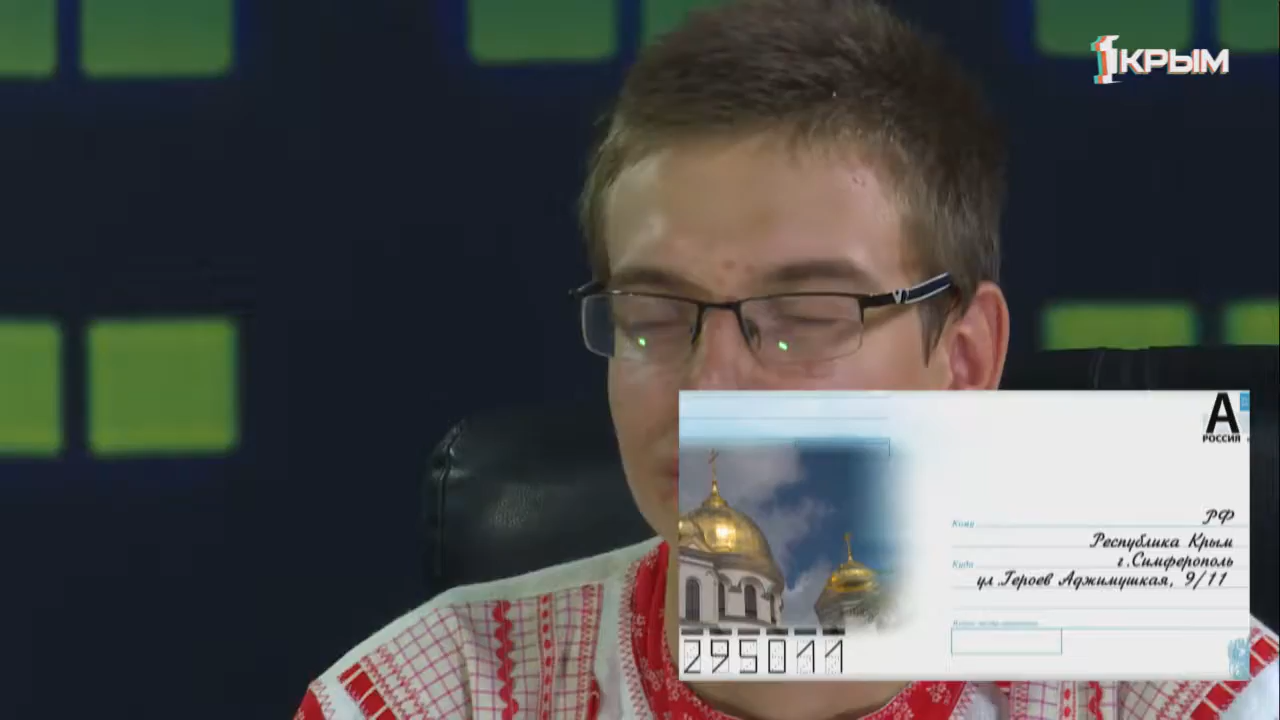 1КРЫМ
А
РОССИЯ
Кому
РФ
Республика Крым
Куда
г.Симферополь
ул.Героев Аджимушкая, 9/11
295011